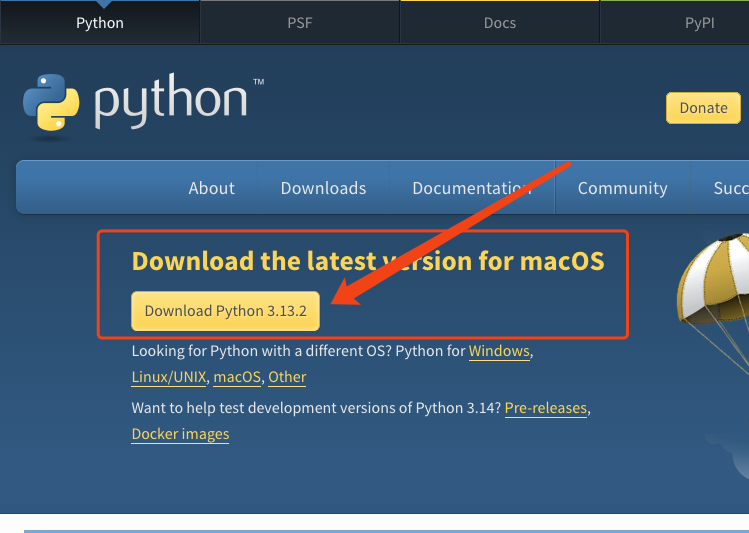 Python PSF Docs PyPI
python™
Donate
About Downloads Documentation Community Succ
Download the latest version for macOS
Download Python 3.13.2
Looking for Python with a different OS? Python for Windows,
Linux/UNIX, macOS, Other
Want to help test development versions of Python 3.14? Pre-releases,
Docker images